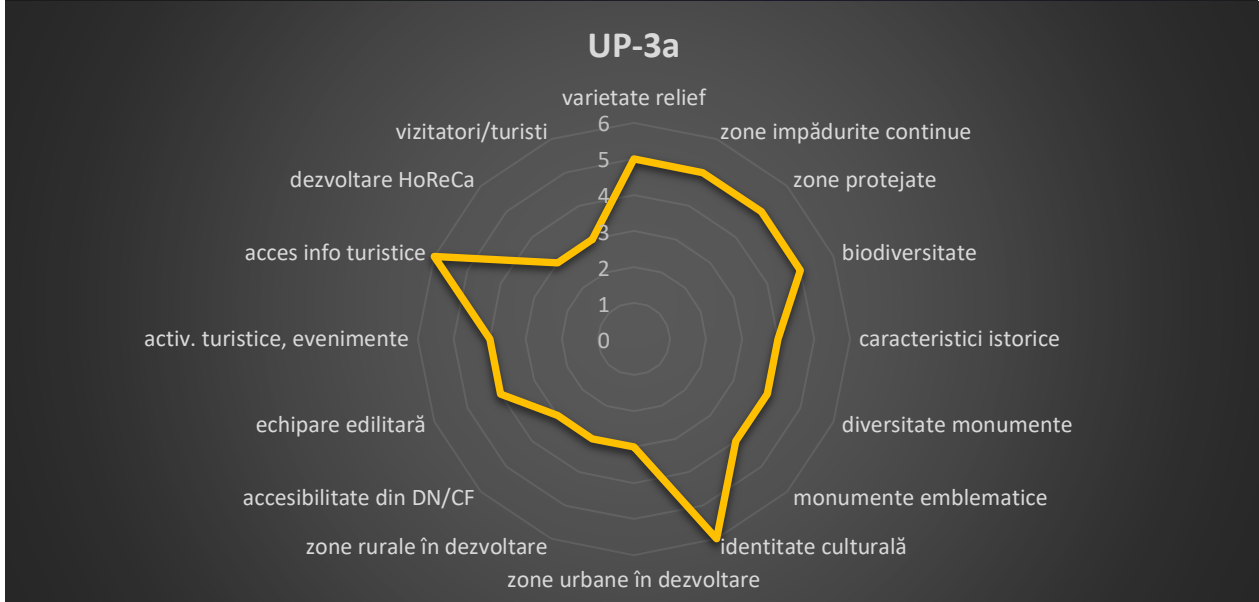 UP-3a
varietate relief
zone impădurite continue
zone protejate
biodiversitate
caracteristici istorice
diversitate monumente
monumente emblematice
identitate culturală
zone urbane în dezvoltare
zone rurale în dezvoltare
accesibilitate din DN/CF
echipare edilitară
activ. turistice, evenimente
acces info turistice
dezvoltare HoReCa
vizitatori/turisti
6
5
4
3
2
1
0